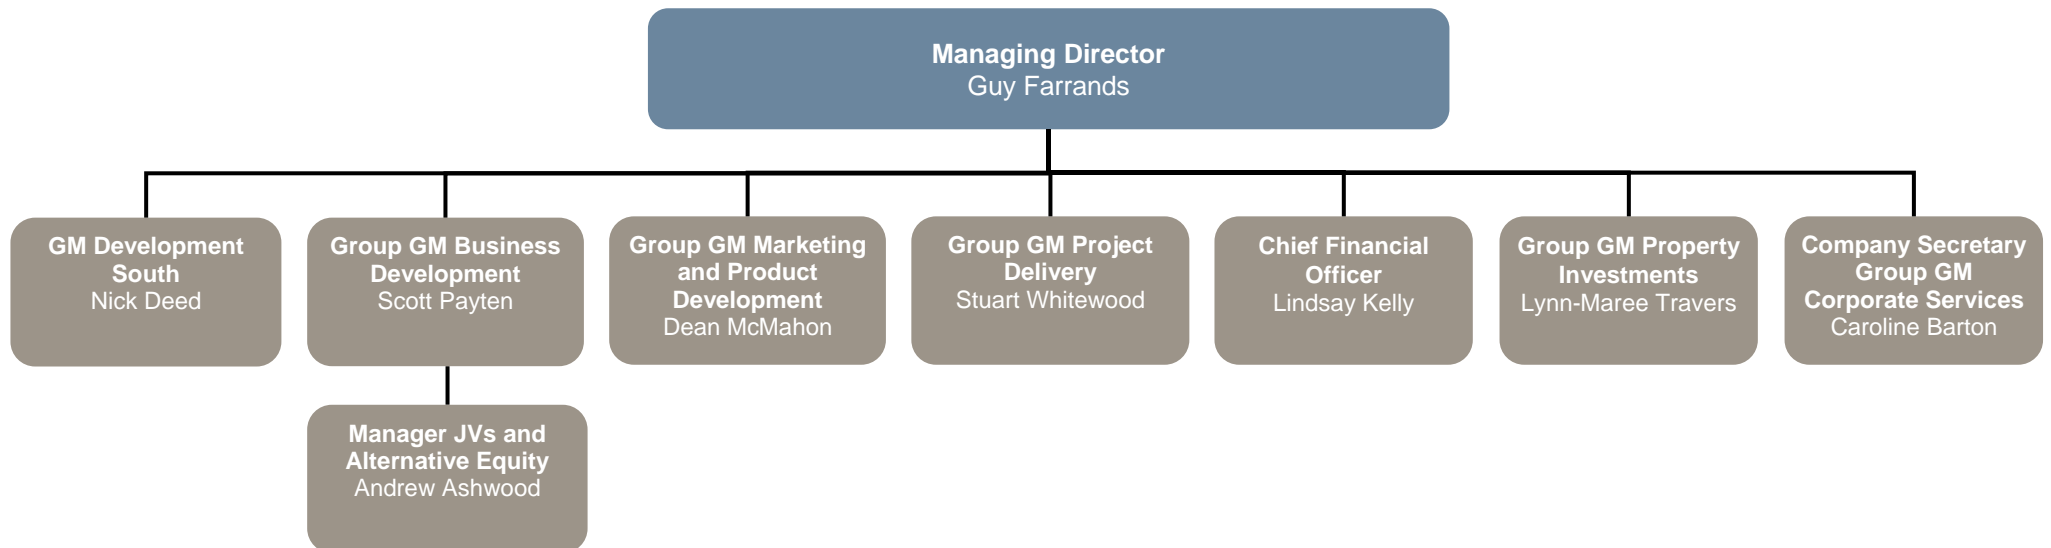 Managing Director
Guy Farrands
GM Development
South
Nick Deed
Group GM Business
Development
Scott Payten
Group GM Marketing
and Product
Development
Dean McMahon
Group GM Project
Delivery
Stuart Whitewood
Chief Financial
Officer
Lindsay Kelly
Group GM Property
Investments
Lynn-Maree Travers
Company Secretary
Group GM
Corporate Services
Caroline Barton
Manager JVs and
Alternative Equity
Andrew Ashwood